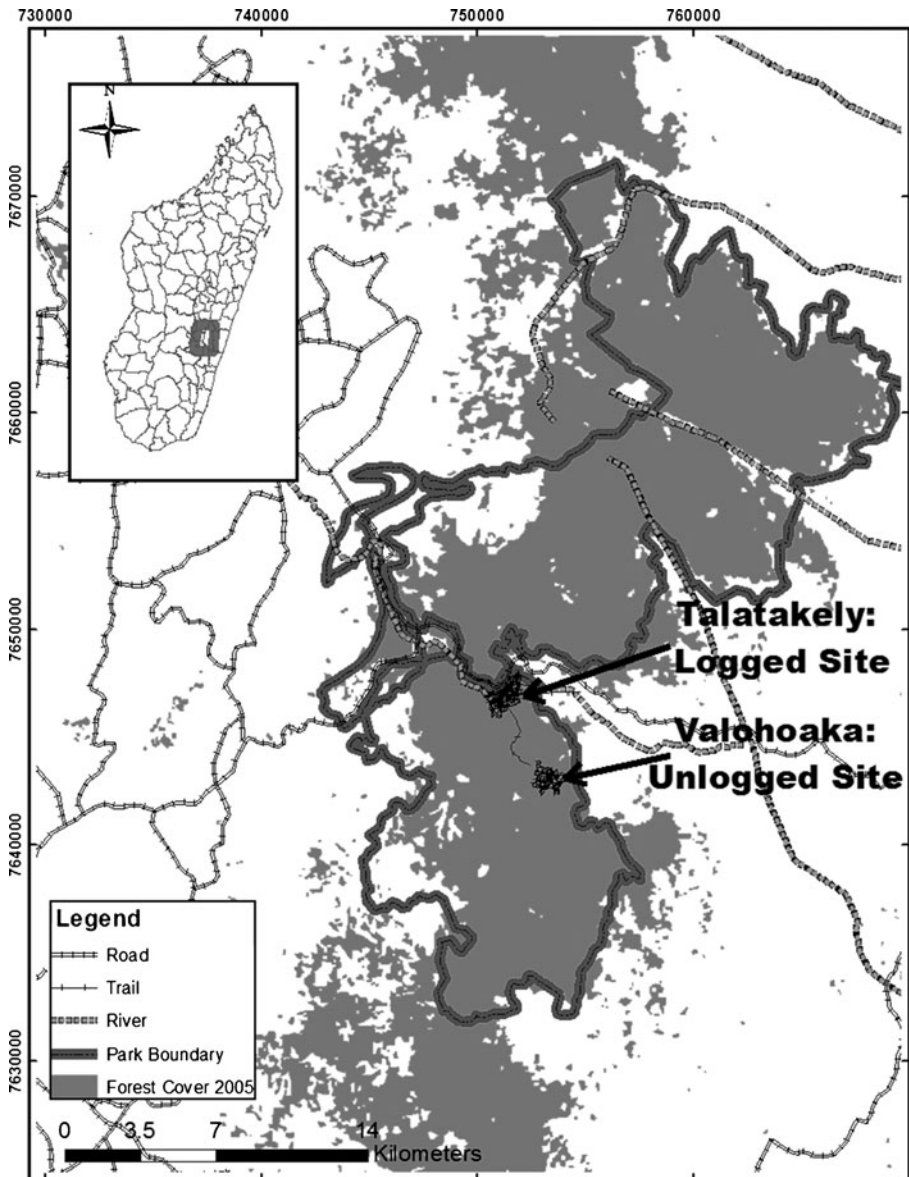 730000 740000 750000 760000
N
7670000
7660000
7650000
7640000
7630000
Talatakely:
Logged Site
Valohoaka:
Unlogged Site
Legend
Road
Trail
River
Park Boundary
Forest Cover 2005
0 3.5 7 14
Kilometers